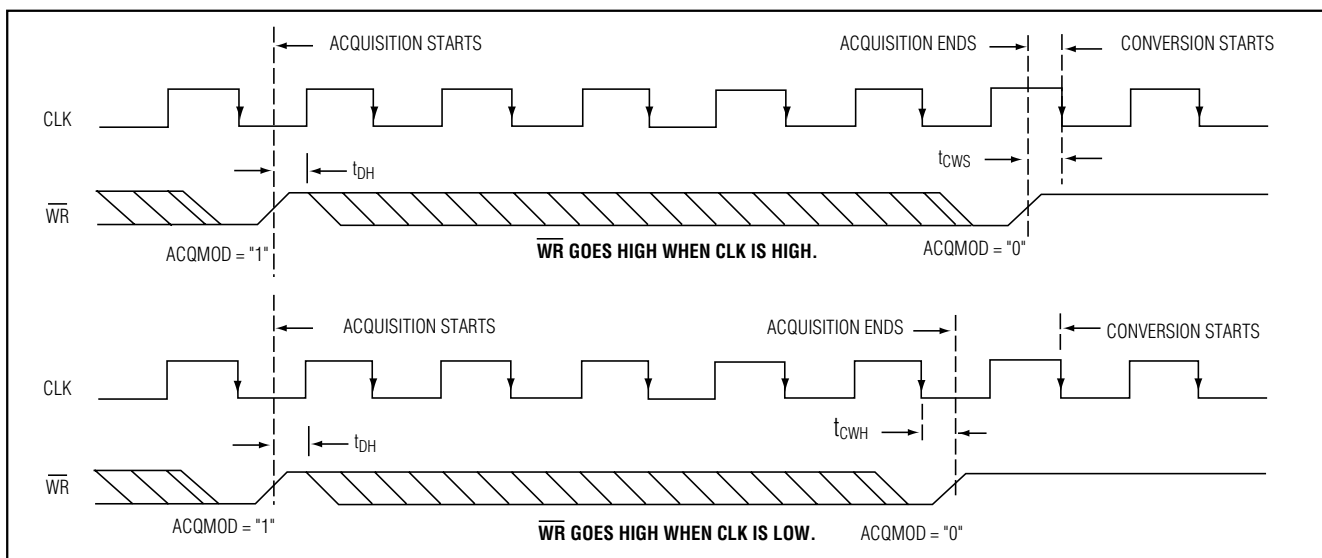 ACQUISITION STARTS
ACQUISITION ENDS
CONVERSION STARTS
CLK
tCWS
tDH
WR
ACQMOD = "1"
WR GOES HIGH WHEN CLK IS HIGH.
ACQMOD = "0"
ACQUISITION STARTS
ACQUISITION ENDS
CONVERSION STARTS
CLK
tCWH
tDH
WR
ACQMOD = "1"
WR GOES HIGH WHEN CLK IS LOW.
ACQMOD = "0"